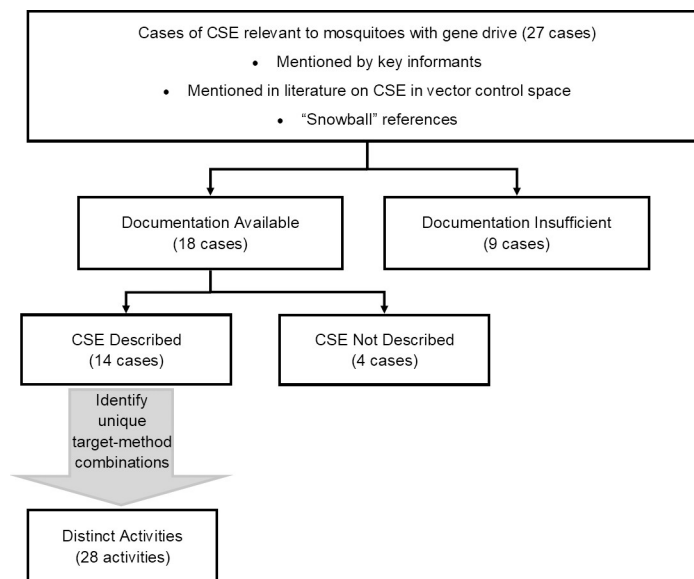 Cases of CSE relevant to mosquitoes with gene drive (27 cases)
• Mentioned by key informants
• Mentioned in literature on CSE in vector control space
• “Snowball” references
Documentation Available
(18 cases)
Documentation Insufficient
(9 cases)
CSE Described
(14 cases)
CSE Not Described
(4 cases)
Identify
unique
target-method
combinations
Distinct Activities
(28 activities)